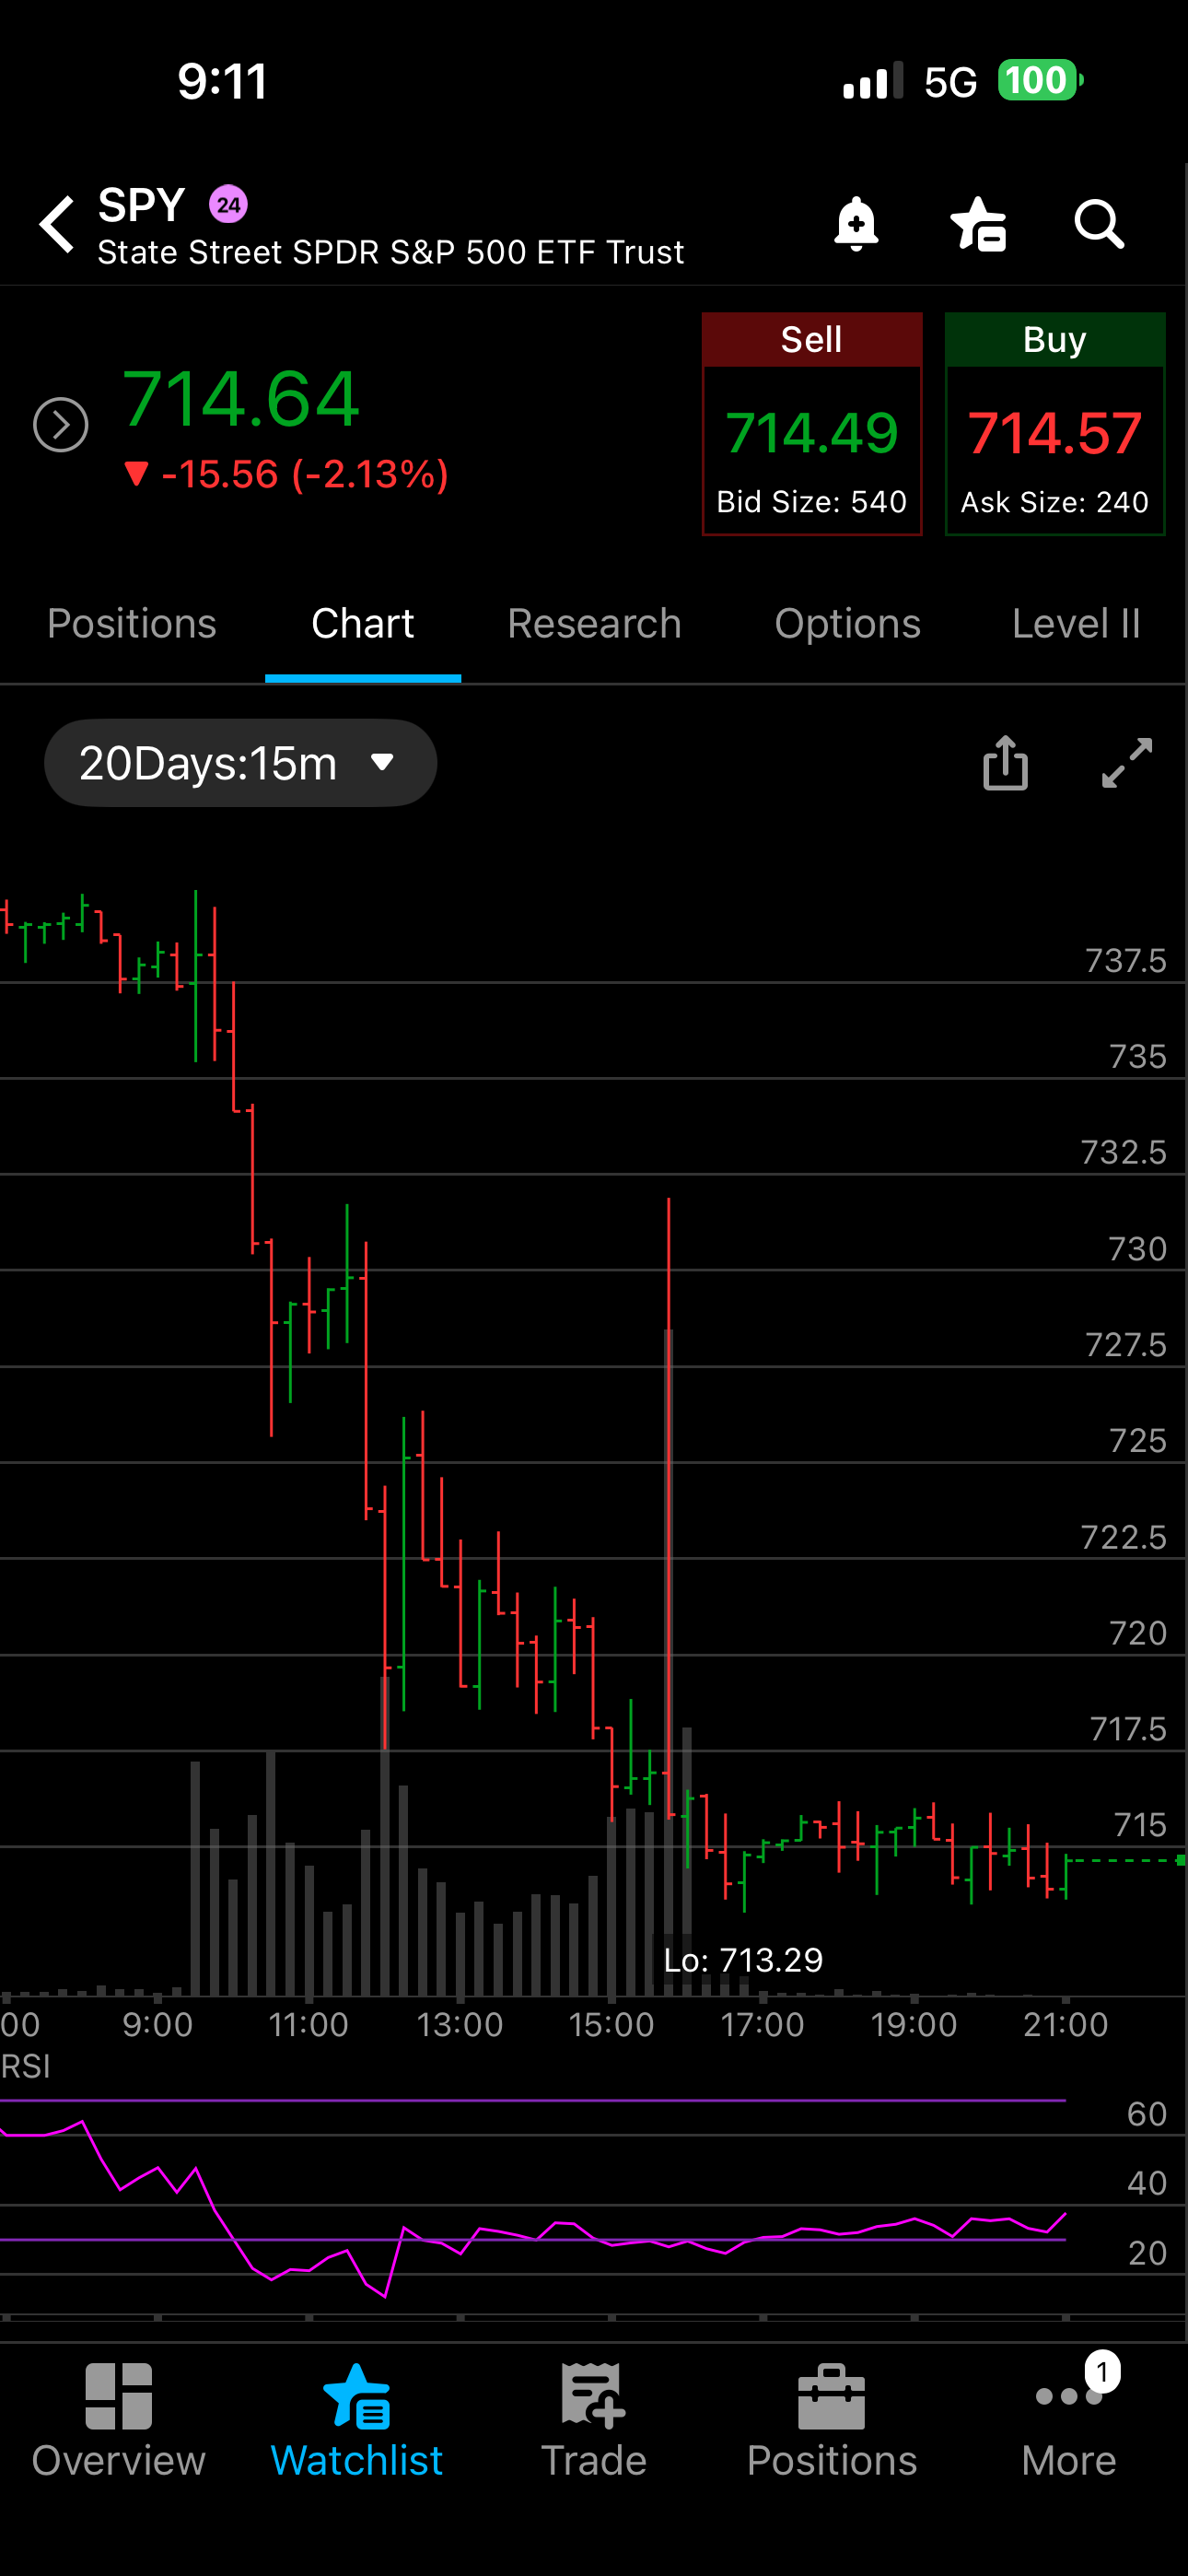 9:11
5G 100
SPY 24
State Street SPDR S&P 500 ETF Trust
714.64
-15.56 (-2.13%)
Sell
714.49
Bid Size: 540
Buy
714.57
Ask Size: 240
Positions Chart Research Options Level II
20Days:15m
737.5
735
732.5
730
727.5
725
722.5
720
717.5
715
Lo: 713.29
00 9:00 11:00 13:00 15:00 17:00 19:00 21:00
RSI
60
40
20
1
Overview Watchlist Trade Positions More